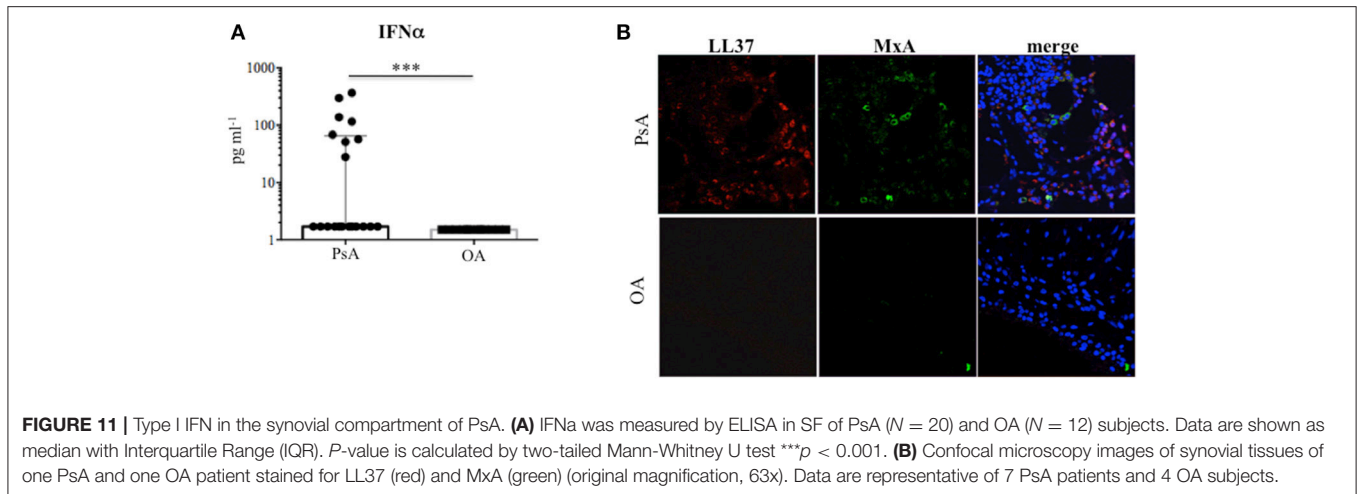 A
IFNα
***
1000
100
10
1
pg ml-1
PsA
OA
B
LL37
MxA
merge
PsA
OA
FIGURE 11 | Type I IFN in the synovial compartment of PsA. (A) IFNa was measured by ELISA in SF of PsA (N = 20) and OA (N = 12) subjects. Data are shown as
median with Interquartile Range (IQR). P-value is calculated by two-tailed Mann-Whitney U test ***p < 0.001. (B) Confocal microscopy images of synovial tissues of
one PsA and one OA patient stained for LL37 (red) and MxA (green) (original magnification, 63x). Data are representative of 7 PsA patients and 4 OA subjects.